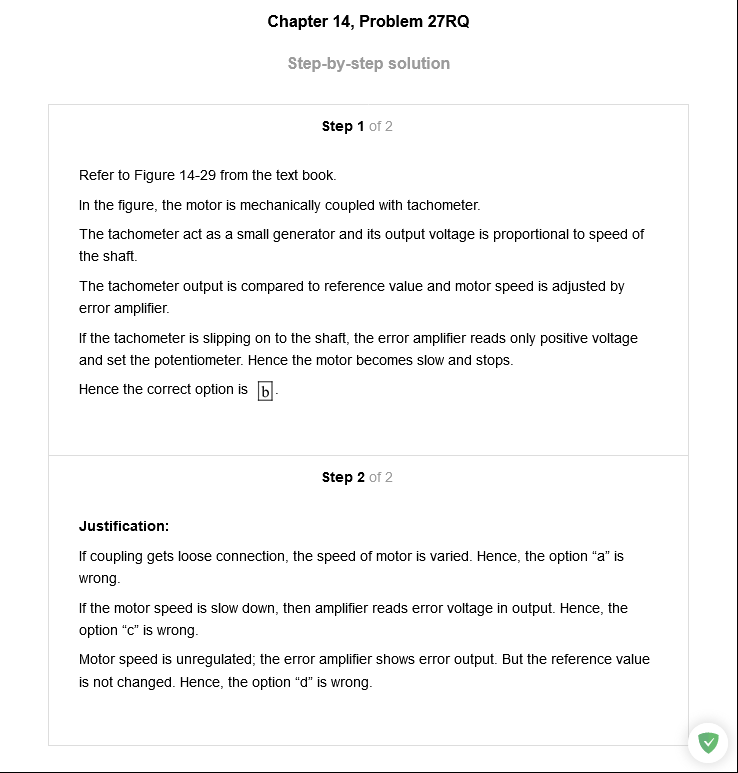 Chapter 14, Problem 27RQ
Step-by-step solution
Step 1 of 2
Refer to Figure 14-29 from the text book.
In the figure, the motor is mechanically coupled with tachometer.
The tachometer act as a small generator and its output voltage is proportional to speed of
the shaft.
The tachometer output is compared to reference value and motor speed is adjusted by
error amplifier.
If the tachometer is slipping on to the shaft, the error amplifier reads only positive voltage
and set the potentiometer. Hence the motor becomes slow and stops.
Hence the correct option is b.
Step 2 of 2
Justification:
If coupling gets loose connection, the speed of motor is varied. Hence, the option “a” is
wrong.
If the motor speed is slow down, then amplifier reads error voltage in output. Hence, the
option “c” is wrong.
Motor speed is unregulated; the error amplifier shows error output. But the reference value
is not changed. Hence, the option “d” is wrong.